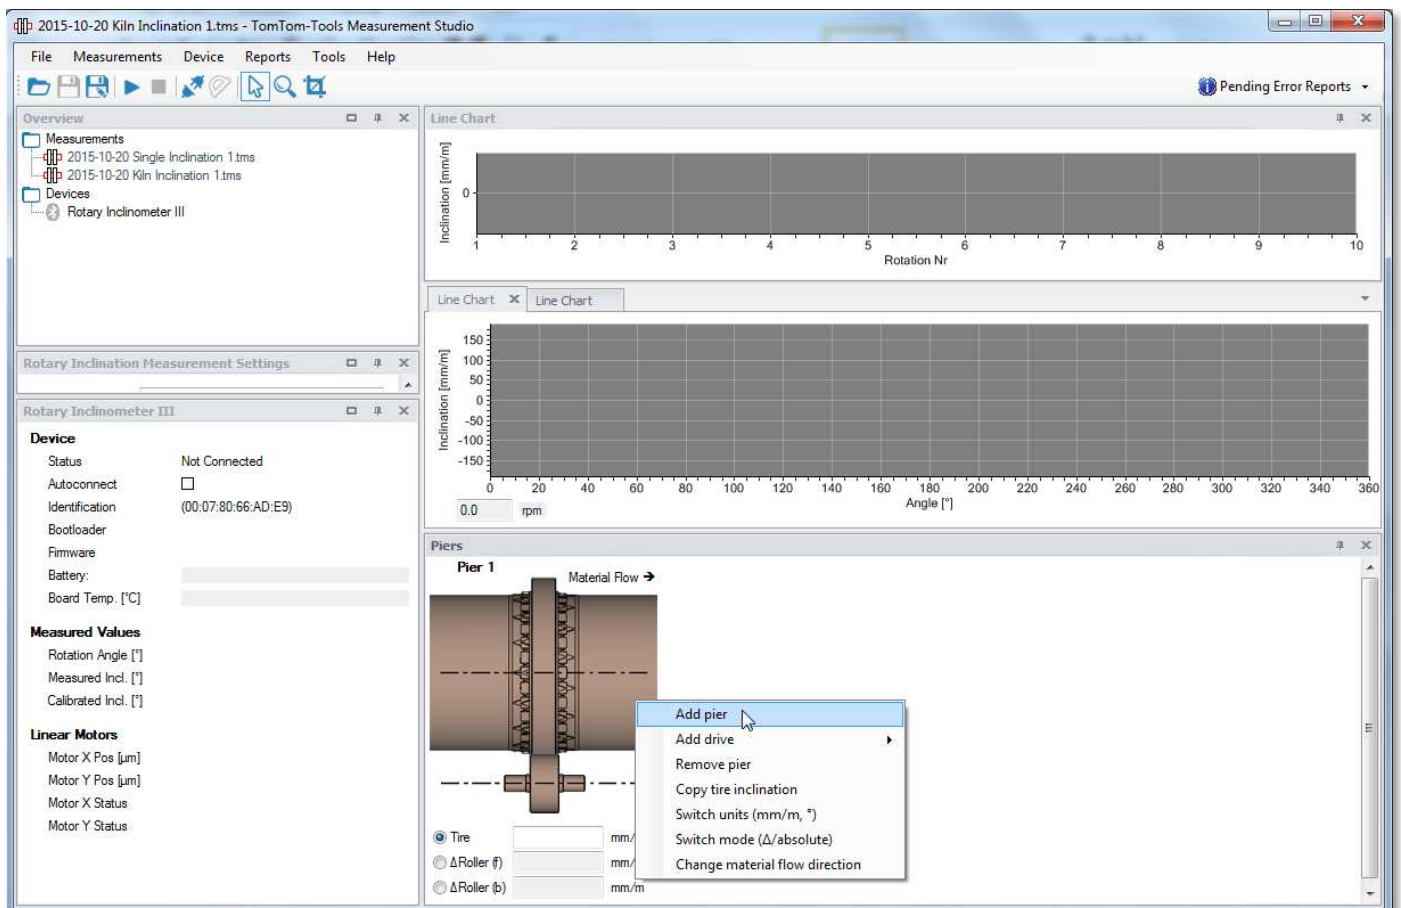 2015-10-20 Kiln Inclination 1.tms - TomTom-Tools Measurement Studio
File Measurements Device Reports Tools Help
Pending Error Reports
Overview
Measurements
2015-10-20 Single Inclination 1.tms
2015-10-20 Kiln Inclination 1.tms
Devices
Rotary Inclinometer III
Rotary Inclination Measurement Settings
Rotary Inclinometer III
Device
Status Not Connected
Autoconnect
Identification (00:07:80:66:AD:E9)
Bootloader
Firmware
Battery:
Board Temp. [°C]
Measured Values
Rotation Angle [°]
Measured Incl. [°]
Calibrated Incl. [°]
Linear Motors
Motor X Pos [µm]
Motor Y Pos [µm]
Motor X Status
Motor Y Status
Line Chart
Inclination [mm/m]
0
1 2 3 4 5 6 7 8 9 10
Rotation Nr
Line Chart Line Chart
Inclination [mm/m]
150
100
50
0
-50
-100
-150
0 20 40 60 80 100 120 140 160 180 200 220 240 260 280 300 320 340 360
Angle [°]
0.0 rpm
Piers
Pier 1
Material Flow →
Tire mm/
ΔRoller (f) mm/
ΔRoller (b) mm/m
Add pier
Add drive
Remove pier
Copy tire inclination
Switch units (mm/m, °)
Switch mode (Δ/absolute)
Change material flow direction